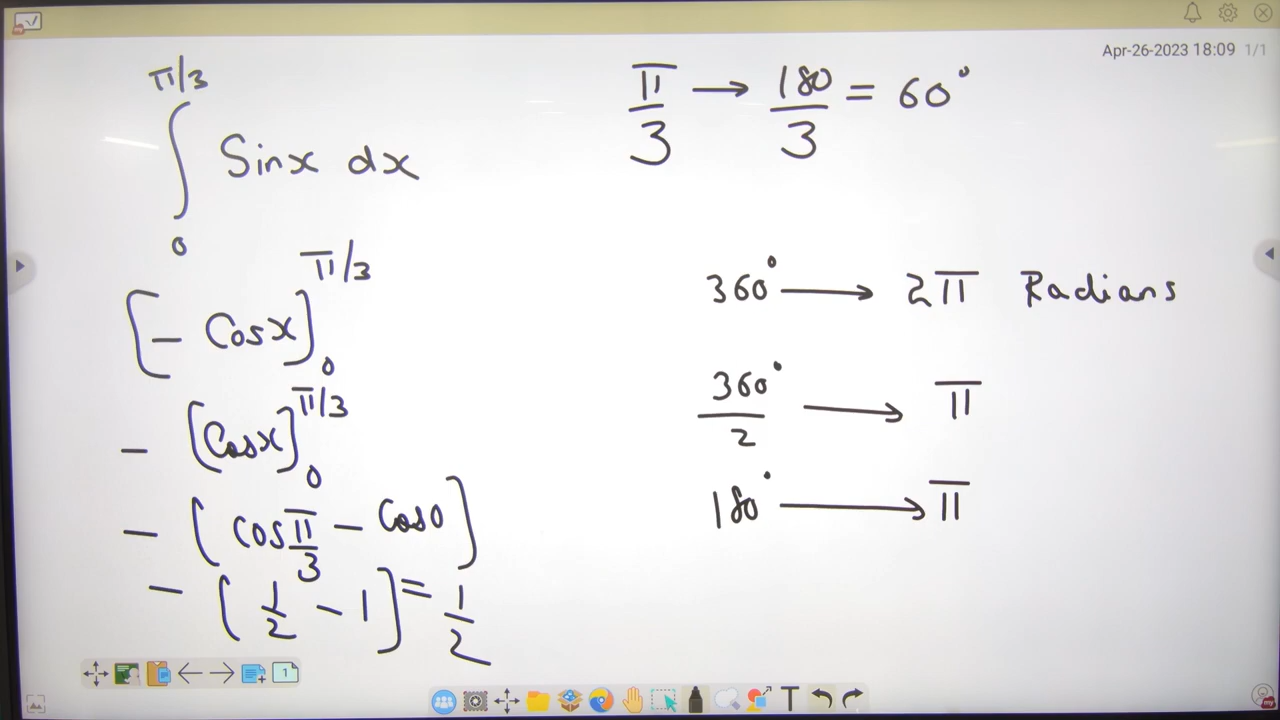 Apr-26-2023 18:09 1/1
∫₀^π/3 Sinx dx
[- Cosx]₀^π/3
- [Cosx]₀^π/3
- [cos π/3 - Cos0]
- [1/2 - 1] = 1/2
π/3 → 180/3 = 60°
360° → 2π Radians
360°/2 → π
180° → π
1
T